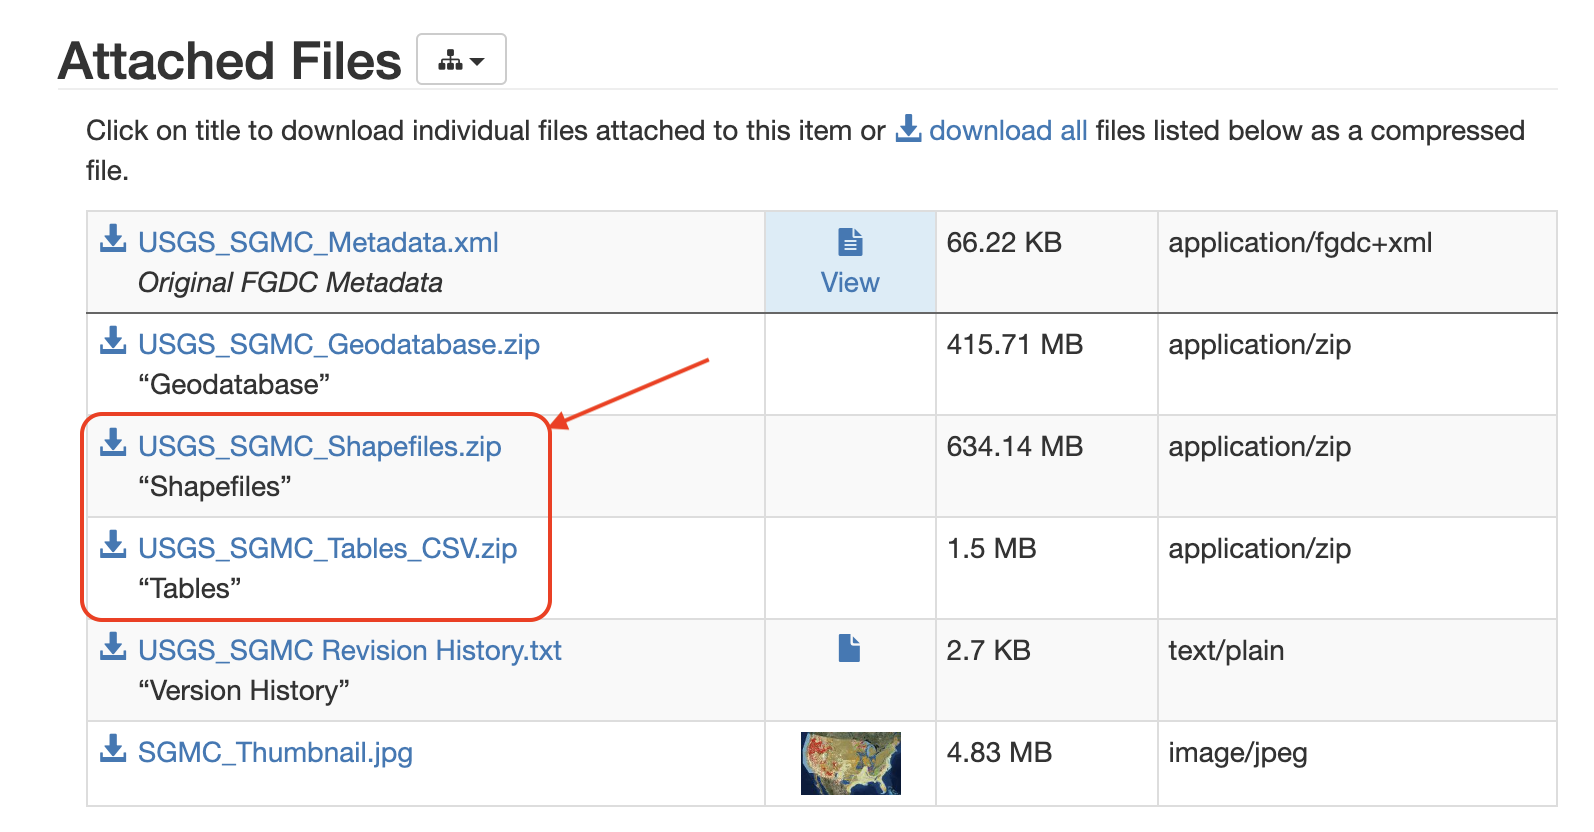 Attached Files
Click on title to download individual files attached to this item or download all files listed below as a compressed
file.
USGS_SGMC_Metadata.xml 66.22 KB application/fgdc+xml
Original FGDC Metadata View
USGS_SGMC_Geodatabase.zip 415.71 MB application/zip
“Geodatabase”
USGS_SGMC_Shapefiles.zip 634.14 MB application/zip
“Shapefiles”
USGS_SGMC_Tables_CSV.zip 1.5 MB application/zip
“Tables”
USGS_SGMC Revision History.txt 2.7 KB text/plain
“Version History”
SGMC_Thumbnail.jpg 4.83 MB image/jpeg